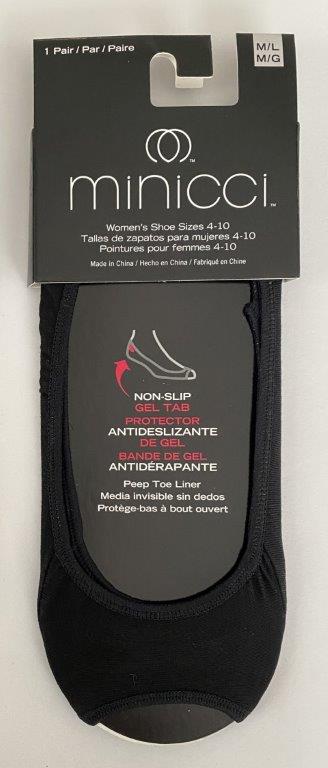 1 Pair / Par / Paire
M/L
M/G
minicci™
Women's Shoe Sizes 4-10
Tallas de zapatos para mujeres 4-10
Pointures pour femmes 4-10
Made in China / Hecho en China / Fabriqué en Chine
NON-SLIP
GEL TAB
PROTECTOR
ANTIDESLIZANTE
DE GEL
BANDE DE GEL
ANTIDÉRAPANTE
Peep Toe Liner
Media invisible sin dedos
Protège-bas à bout ouvert